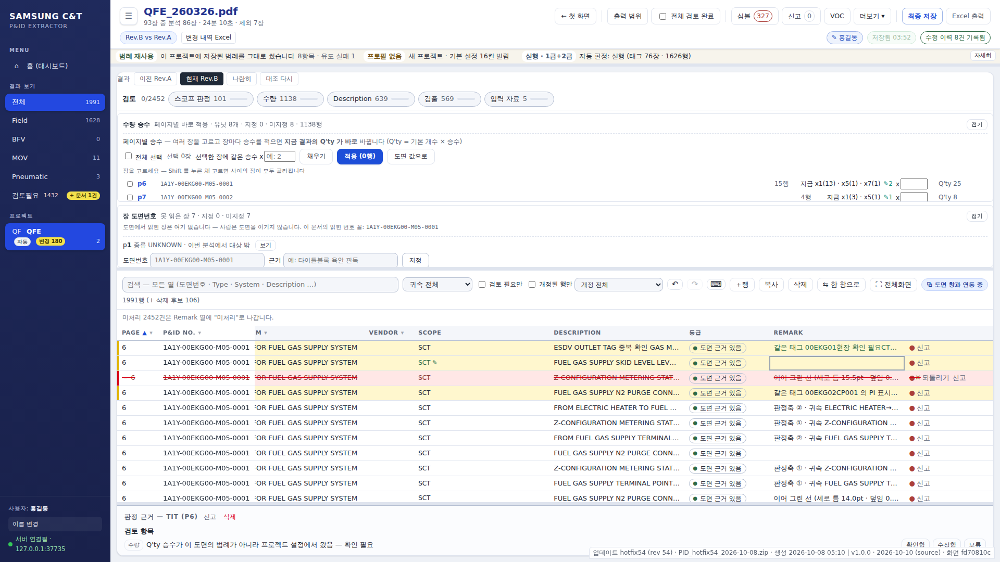 SAMSUNG C&T
P&ID EXTRACTOR
MENU
⌂ 홈 (대시보드)
결과 보기
전체 1991
Field 1628
BFV 0
MOV 11
Pneumatic 3
검토필요 1432 + 문서 1건
프로젝트
QF QFE
자동 변경 180 2
사용자: 홍길동
이름 변경
서버 연결됨 ·
127.0.0.1:37735
☰ QFE_260326.pdf
93장 중 분석 86장 · 24분 10초 · 제외 7장
← 첫 화면 출력 범위 전체 검토 완료 심볼 327 신고 0 VOC 더보기 ▾ 최종 저장 Excel 출력
Rev.B vs Rev.A 변경 내역 Excel ✎ 홍길동 저장됨 03:52 수정 이력 8건 기록됨
범례 재사용 이 프로젝트에 저장된 범례를 그대로 썼습니다 8항목 · 유도 실패 1 프로필 없음 새 프로젝트 · 기본 설정 16칸 빌림 실행 · 1급+2급 자동 판정: 실행 (태그 76장 · 1626행) 자세히
결과 이전 Rev.A 현재 Rev.B 나란히 대조 다시
검토 0/2452 스코프 판정 101 수량 1138 Description 639 검출 569 입력 자료 5
수량 승수 페이지별 바로 적용 · 유닛 8개 · 지정 0 · 미지정 8 · 1138행 접기
페이지별 승수 — 여러 장을 고르고 장마다 승수를 적으면 지금 결과의 Q'ty 가 바로 바뀝니다 (Q'ty = 기본 개수 × 승수)
전체 선택 선택 0장 선택한 장에 같은 승수 x 예: 2 채우기 적용 (0행) 도면 값으로
장을 고르세요 — Shift 를 누른 채 고르면 사이의 장이 모두 골라집니다
p6 1A1Y-00EKG00-M05-0001 15행 지금 x1(13) · x5(1) · x7(1) ✎2 x Q'ty 25
p7 1A1Y-00EKG00-M05-0002 4행 지금 x1(3) · x5(1) ✎1 x Q'ty 8
장 도면번호 못 읽은 장 7 · 지정 0 · 미지정 7 접기
도면에서 읽힌 장은 여기 없습니다 — 사람은 도면을 이기지 않습니다. 이 문서의 읽힌 번호 꼴: 1A1Y-00EKG00-M05-0001
p1 종류 UNKNOWN · 이번 분석에서 대상 밖 보기
도면번호 1A1Y-00EKG00-M05-0001 근거 예: 타이틀블록 육안 판독 지정
검색 — 모든 열 (도면번호 · Type · System · Description …) 귀속 전체 검토 필요만 개정된 행만 개정 전체 ↶ ↷ ⌨ ＋행 복사 삭제 ⇆ 한 창으로 ⛶ 전체화면 ⧉ 도면 창과 연동 중
1991행 (+ 삭제 후보 106)
미처리 2452건은 Remark 열에 "미처리"로 나갑니다.
PAGE ▲ ▼ P&ID NO. ▼ M ▼ VENDOR ▼ SCOPE DESCRIPTION 등급 REMARK
6 1A1Y-00EKG00-M05-0001 FOR FUEL GAS SUPPLY SYSTEM SCT ESDV OUTLET TAG 중복 확인 GAS M… ● 도면 근거 있음 같은 태그 00EKG01현장 확인 필요CT… ● 신고
6 1A1Y-00EKG00-M05-0001 FOR FUEL GAS SUPPLY SYSTEM SCT ✎ FUEL GAS SUPPLY SKID LEVEL LEV… ● 도면 근거 있음 ● 신고
− 6 1A1Y-00EKG00-M05-0001 FOR FUEL GAS SUPPLY SYSTEM SCT Z-CONFIGURATION METERING STAT… ● 도면 근거 있음 이어 그린 선 (세로 틈 15.5pt · 덮임 0.… ●✕ 되돌리기 신고
6 1A1Y-00EKG00-M05-0001 FOR FUEL GAS SUPPLY SYSTEM SCT FUEL GAS SUPPLY N2 PURGE CONN… ● 도면 근거 있음 같은 태그 00EKG02CP001 의 PI 표시… ● 신고
6 1A1Y-00EKG00-M05-0001 FOR FUEL GAS SUPPLY SYSTEM SCT FROM ELECTRIC HEATER TO FUEL … ● 도면 근거 있음 판정축 ② · 귀속 ELECTRIC HEATER→… ● 신고
6 1A1Y-00EKG00-M05-0001 FOR FUEL GAS SUPPLY SYSTEM SCT Z-CONFIGURATION METERING STAT… ● 도면 근거 있음 판정축 ① · 귀속 Z-CONFIGURATION … ● 신고
6 1A1Y-00EKG00-M05-0001 FOR FUEL GAS SUPPLY SYSTEM SCT FROM FUEL GAS SUPPLY TERMINAL… ● 도면 근거 있음 판정축 ② · 귀속 FUEL GAS SUPPLY T… ● 신고
6 1A1Y-00EKG00-M05-0001 FOR FUEL GAS SUPPLY SYSTEM SCT FUEL GAS SUPPLY N2 PURGE CONN… ● 도면 근거 있음 ● 신고
6 1A1Y-00EKG00-M05-0001 FOR FUEL GAS SUPPLY SYSTEM SCT Z-CONFIGURATION METERING STAT… ● 도면 근거 있음 판정축 ① · 귀속 Z-CONFIGURATION … ● 신고
6 1A1Y-00EKG00-M05-0001 FOR FUEL GAS SUPPLY SYSTEM SCT FUEL GAS SUPPLY TERMINAL POINT… ● 도면 근거 있음 판정축 ① · 귀속 FUEL GAS SUPPLY T… ● 신고
6 1A1Y-00EKG00-M05-0001 FOR FUEL GAS SUPPLY SYSTEM SCT FUEL GAS SUPPLY N2 PURGE CONN… ● 도면 근거 있음 이어 그린 선 (세로 틈 14.0pt · 덮임 0.… ● 신고
판정 근거 — TIT (P6) 신고 삭제
검토 항목
수량 Q'ty 승수가 이 도면의 범례가 아니라 프로젝트 설정에서 왔음 — 확인 필요 확인함 수정함 보류
업데이트 hotfix54 (rev 54) · PID_hotfix54_2026-10-08.zip · 생성 2026-10-08 05:10 | v1.0.0 · 2026-10-10 (source) · 화면 fd70810c